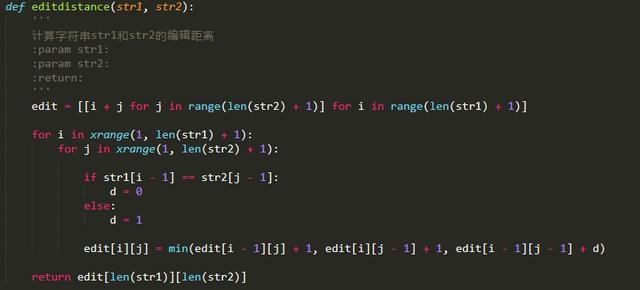 def editdistance(str1, str2):
    '''
    计算字符串str1和str2的编辑距离
    :param str1:
    :param str2:
    :return:
    '''
    edit = [[i + j for j in range(len(str2) + 1)] for i in range(len(str1) + 1)]
    for i in xrange(1, len(str1) + 1):
        for j in xrange(1, len(str2) + 1):
            if str1[i - 1] == str2[j - 1]:
                d = 0
            else:
                d = 1
            edit[i][j] = min(edit[i - 1][j] + 1, edit[i][j - 1] + 1, edit[i - 1][j - 1] + d)
    return edit[len(str1)][len(str2)]